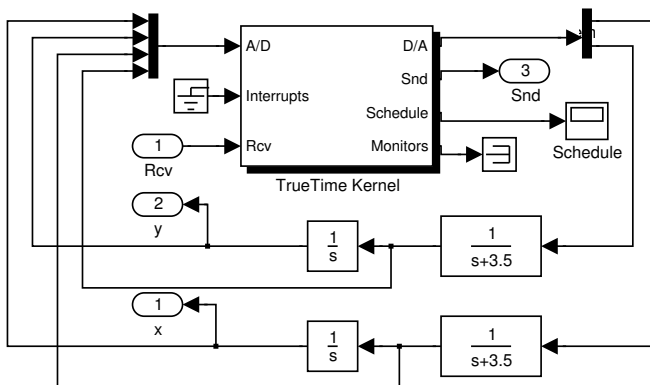 A/D
D/A
Snd
3
Snd
Interrupts
Schedule
Schedule
1
Rcv
Rcv
Monitors
TrueTime Kernel
2
y
1
s
1
s+3.5
1
x
1
s
1
s+3.5